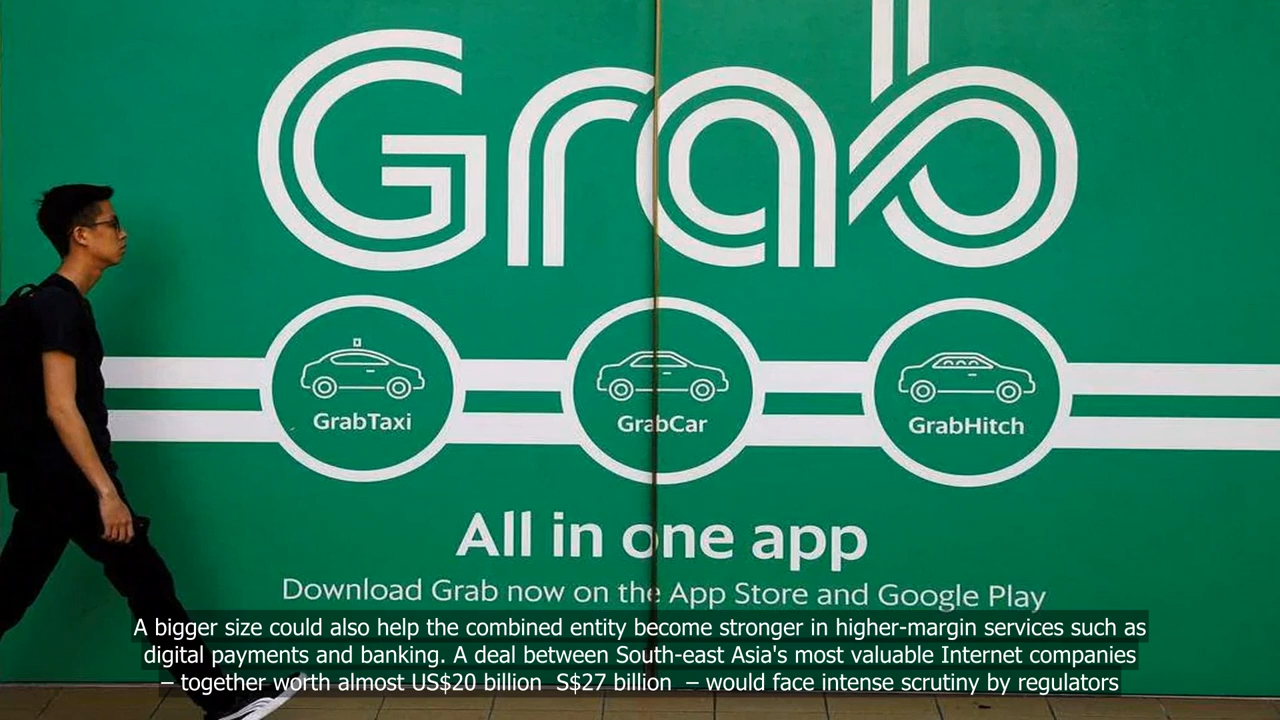 Grab
GrabTaxi
GrabCar
GrabHitch
All in one app
Download Grab now on the App Store and Google Play
A bigger size could also help the combined entity become stronger in higher-margin services such as
digital payments and banking. A deal between South-east Asia's most valuable Internet companies
– together worth almost US$20 billion  S$27 billion  – would face intense scrutiny by regulators